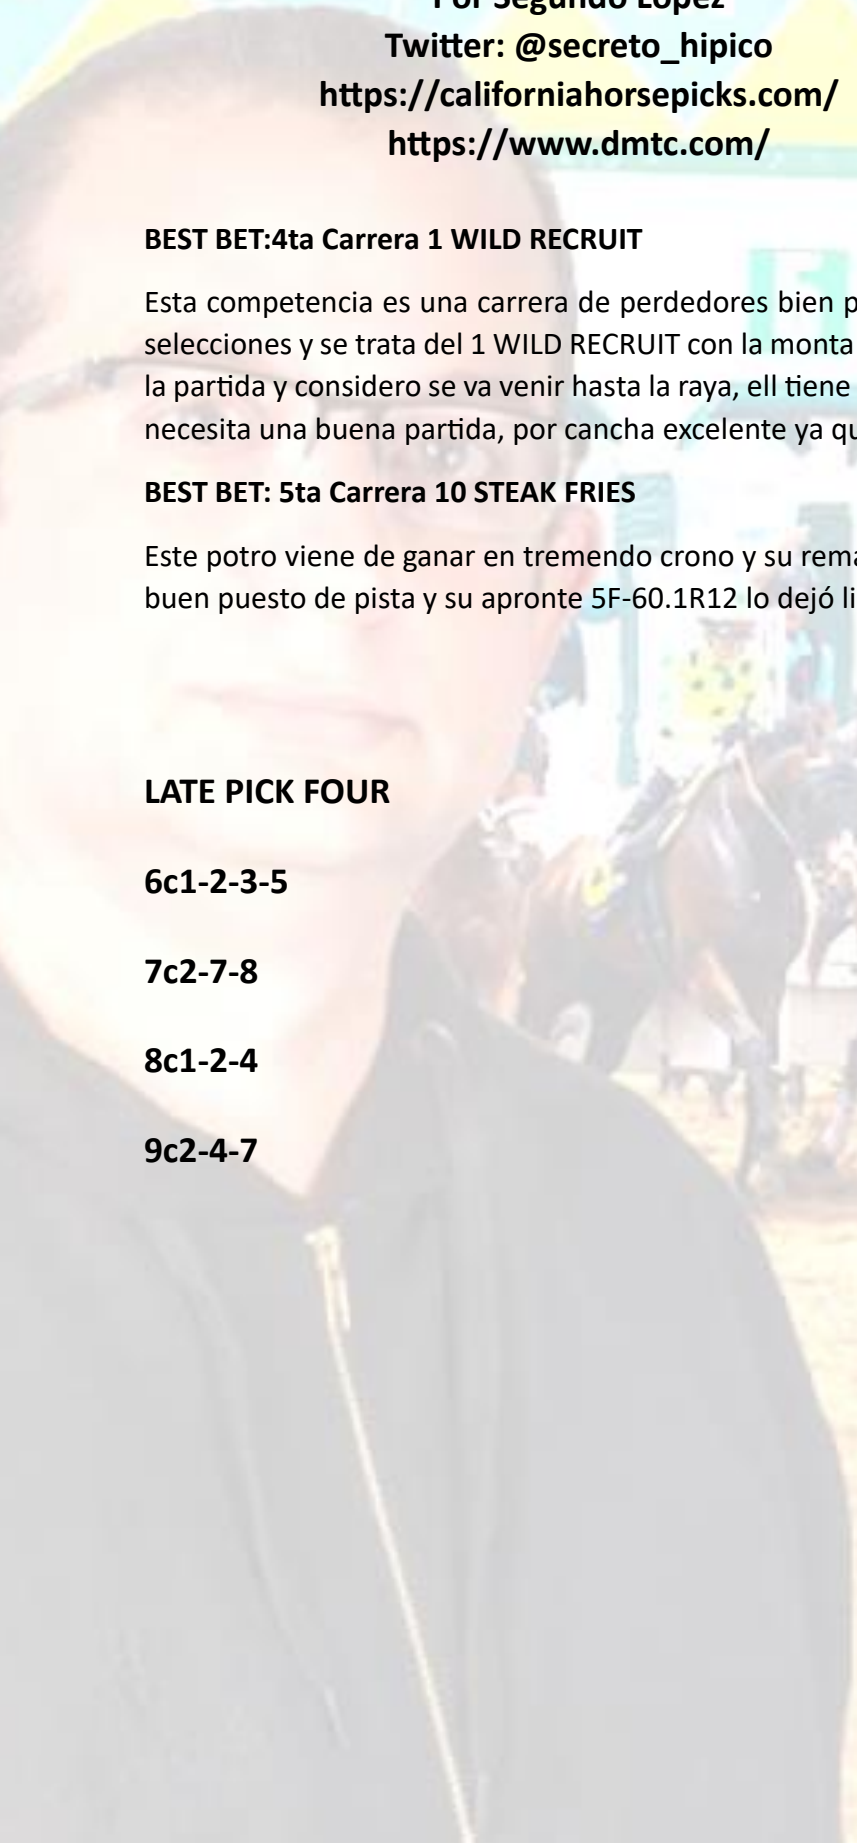 Por Segundo López
Twitter: @secreto_hipico
https://californiahorsepicks.com/
https://www.dmtc.com/
BEST BET:4ta Carrera 1 WILD RECRUIT
Esta competencia es una carrera de perdedores bien
selecciones y se trata del 1 WILD RECRUIT con la monta
la partida y considero se va venir hasta la raya, ell tiene
necesita una buena partida, por cancha excelente ya
BEST BET: 5ta Carrera 10 STEAK FRIES
Este potro viene de ganar en tremendo crono y su
buen puesto de pista y su apronte 5F-60.1R12 lo dejó
LATE PICK FOUR
6c1-2-3-5
7c2-7-8
8c1-2-4
9c2-4-7